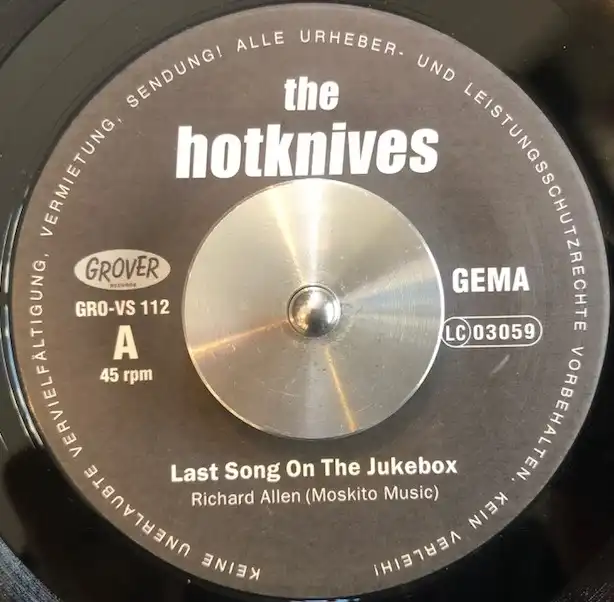 ALLE URHEBER- UND LEISTUNGSSCHUTZRECHTE VORBEHALTEN. KEIN VERLEIH!
KEINE UNERLAUBTE VERVIELFÄLTIGUNG, VERMIETUNG, SENDUNG!
the
hotknives
GROVER
RECORDS
GRO-VS 112
A
45 rpm
GEMA
LC 03059
Last Song On The Jukebox
Richard Allen (Moskito Music)